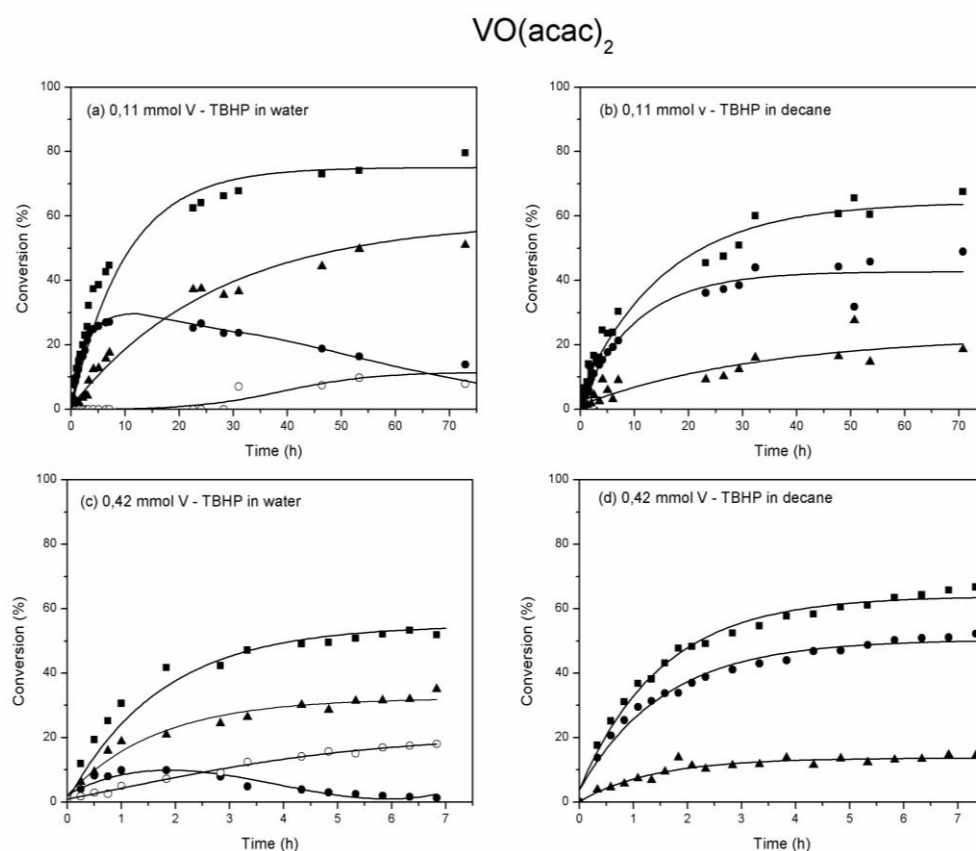 VO(acac)2
100
80
60
40
20
0
Conversion (%)
(a) 0,11 mmol V - TBHP in water
0 10 20 30 40 50 60 70
Time (h)
100
80
60
40
20
0
Conversion (%)
(b) 0,11 mmol v - TBHP in decane
0 10 20 30 40 50 60 70
Time (h)
100
80
60
40
20
0
Conversion (%)
(c) 0,42 mmol V - TBHP in water
0 1 2 3 4 5 6 7
Time (h)
100
80
60
40
20
0
Conversion (%)
(d) 0,42 mmol V - TBHP in decane
0 1 2 3 4 5 6 7
Time (h)